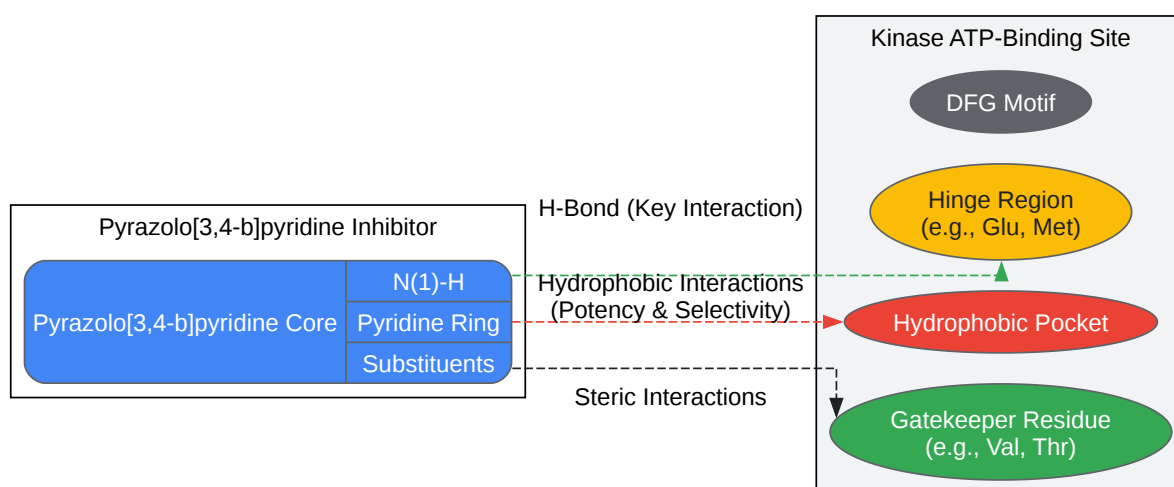 Kinase ATP-Binding Site
DFG Motif
Hinge Region
(e.g., Glu, Met)
H-Bond (Key Interaction)
Pyrazolo[3,4-b]pyridine Inhibitor
N(1)-H
Pyrazolo[3,4-b]pyridine Core
Pyridine Ring
Substituents
Hydrophobic Interactions
(Potency & Selectivity)
Hydrophobic Pocket
Steric Interactions
Gatekeeper Residue
(e.g., Val, Thr)